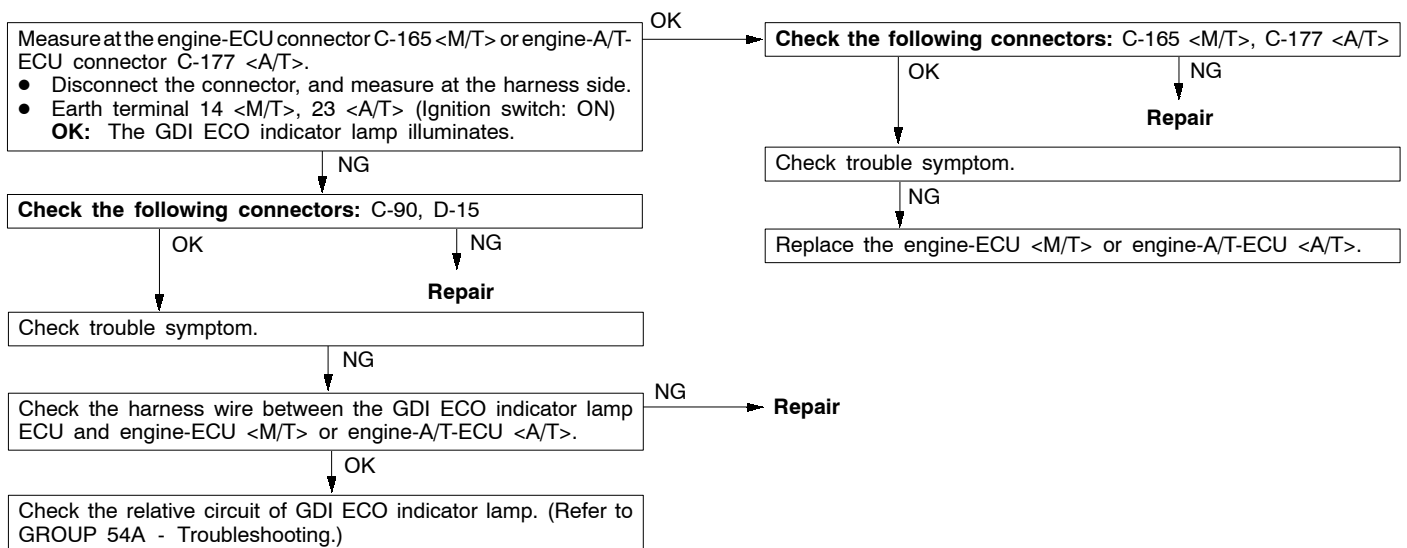 Measure at the engine-ECU connector C-165 <M/T> or engine-A/T-
ECU connector C-177 <A/T>.
● Disconnect the connector, and measure at the harness side.
● Earth terminal 14 <M/T>, 23 <A/T> (Ignition switch: ON)
OK: The GDI ECO indicator lamp illuminates.
OK
Check the following connectors: C-165 <M/T>, C-177 <A/T>
OK
NG
Repair
Check trouble symptom.
NG
Replace the engine-ECU <M/T> or engine-A/T-ECU <A/T>.
NG
Check the following connectors: C-90, D-15
OK
NG
Repair
Check trouble symptom.
NG
Check the harness wire between the GDI ECO indicator lamp
ECU and engine-ECU <M/T> or engine-A/T-ECU <A/T>.
NG
Repair
OK
Check the relative circuit of GDI ECO indicator lamp. (Refer to
GROUP 54A - Troubleshooting.)